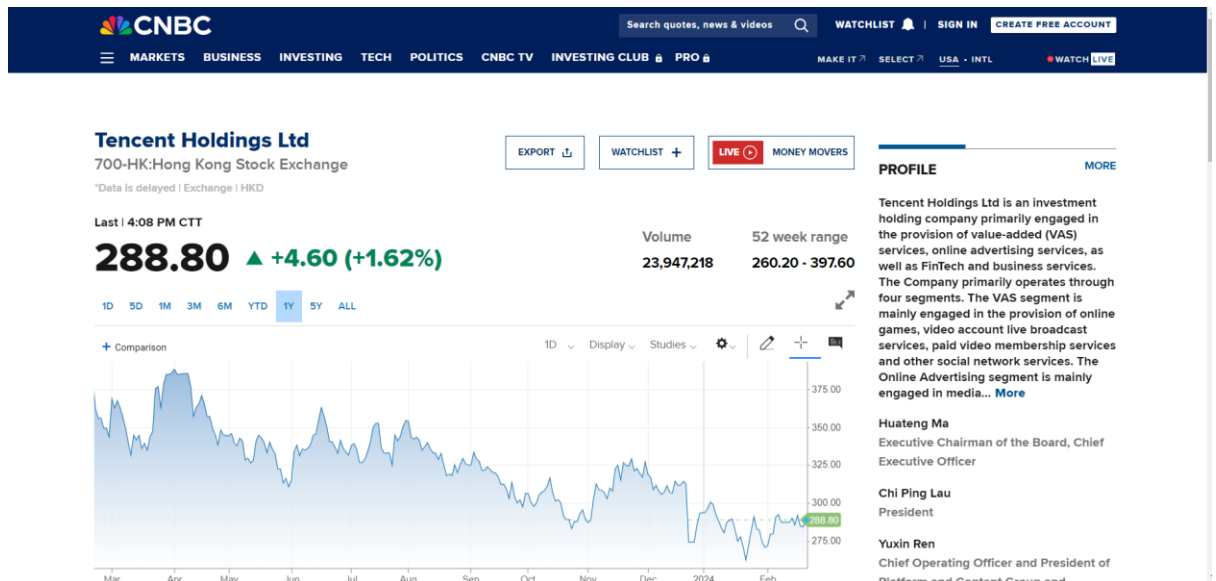 CNBC
Search quotes, news & videos
WATCHLIST | SIGN IN CREATE FREE ACCOUNT
MARKETS BUSINESS INVESTING TECH POLITICS CNBC TV INVESTING CLUB PRO
MAKE IT SELECT USA • INTL WATCH LIVE
Tencent Holdings Ltd
700-HK:Hong Kong Stock Exchange
*Data is delayed | Exchange | HKD
EXPORT WATCHLIST + LIVE MONEY MOVERS
Last | 4:08 PM CTT
288.80 ▲ +4.60 (+1.62%)
Volume
23,947,218
52 week range
260.20 - 397.60
1D 5D 1M 3M 6M YTD 1Y 5Y ALL
+ Comparison
1D Display Studies
375.00
350.00
325.00
300.00
288.80
275.00
Mar Apr May Jun Jul Aug Sep Oct Nov Dec 2024 Feb
PROFILE
MORE
Tencent Holdings Ltd is an investment
holding company primarily engaged in
the provision of value-added (VAS)
services, online advertising services, as
well as FinTech and business services.
The Company primarily operates through
four segments. The VAS segment is
mainly engaged in the provision of online
games, video account live broadcast
services, paid video membership services
and other social network services. The
Online Advertising segment is mainly
engaged in media... More
Huateng Ma
Executive Chairman of the Board, Chief
Executive Officer
Chi Ping Lau
President
Yuxin Ren
Chief Operating Officer and President of
Platform and Content Group and